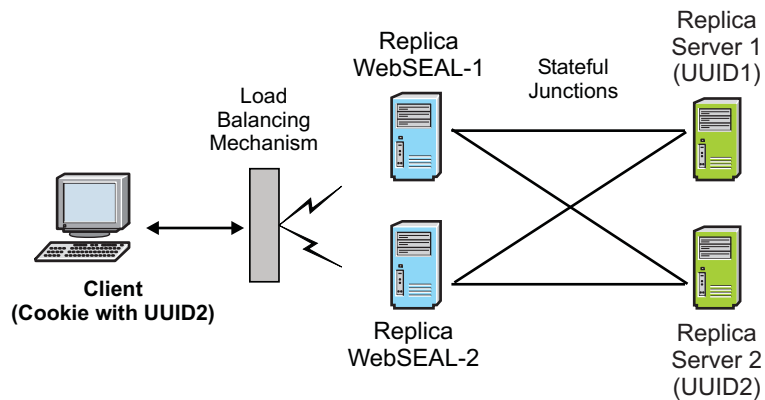 Replica
WebSEAL-1
Stateful
Junctions
Replica
Server 1
(UUID1)
Load
Balancing
Mechanism
Client
(Cookie with UUID2)
Replica
WebSEAL-2
Replica
Server 2
(UUID2)